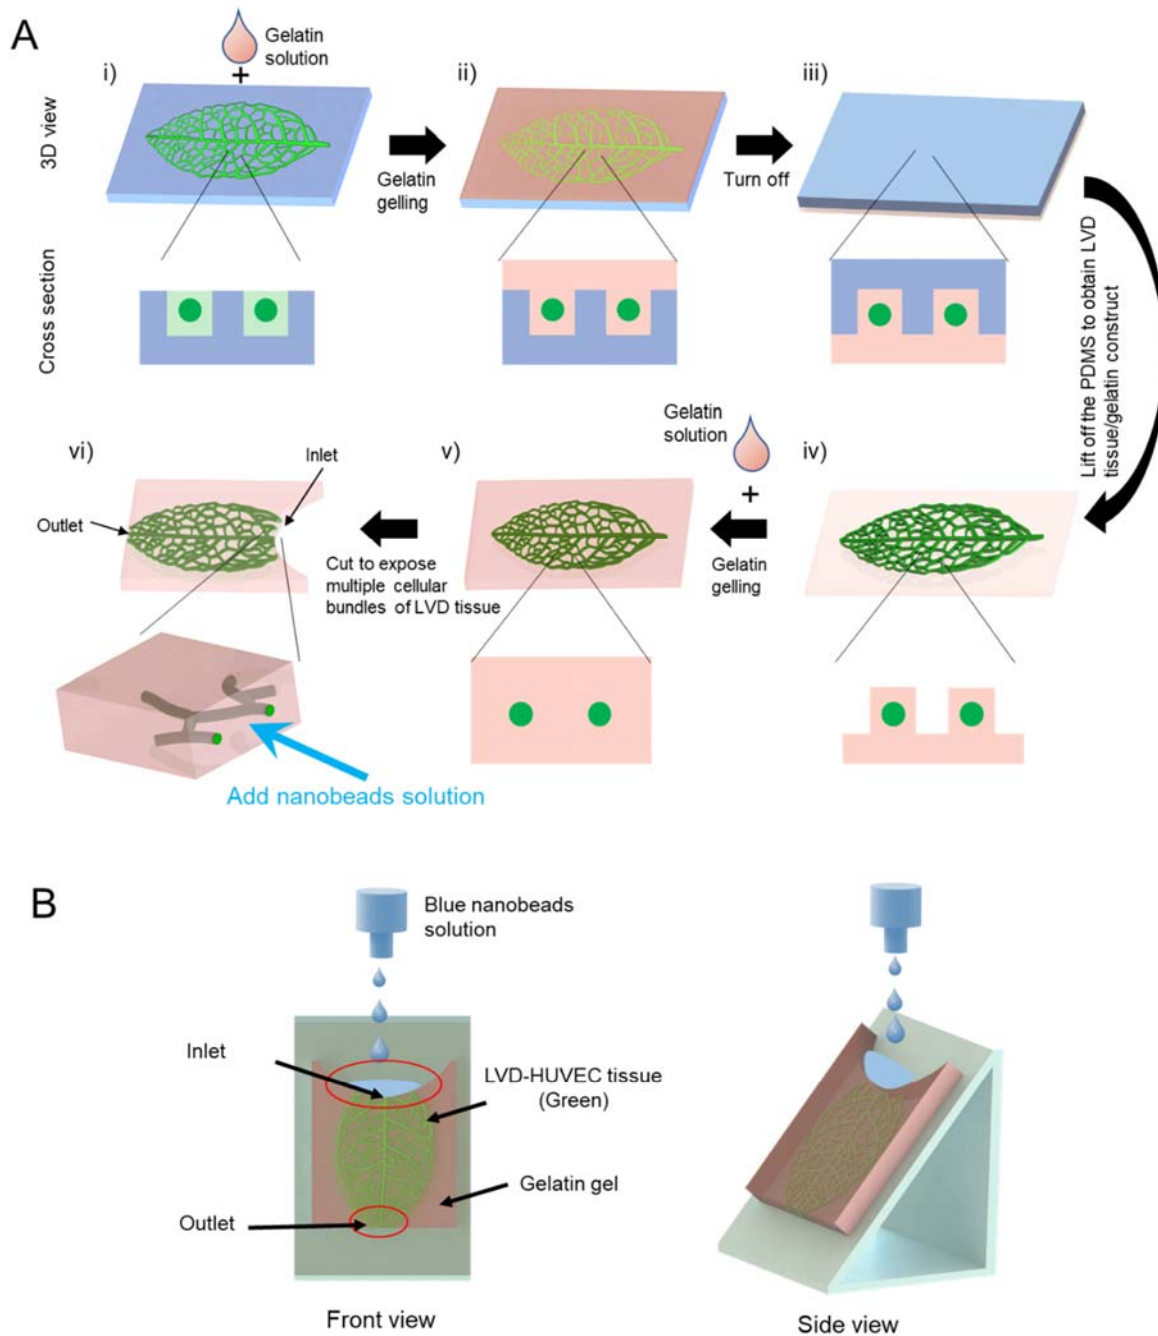 A
Gelatin
solution
+
i)
ii)
iii)
3D view
Gelatin
gelling
Turn off
Cross section
Lift off the PDMS to obtain LVD
tissue/gelatin construct
vi)
Inlet
Outlet
Cut to expose
multiple cellular
bundles of LVD tissue
v)
Gelatin
solution
+
Gelatin
gelling
iv)
Add nanobeads solution
B
Blue nanobeads
solution
Inlet
LVD-HUVEC tissue
(Green)
Gelatin gel
Outlet
Front view
Side view